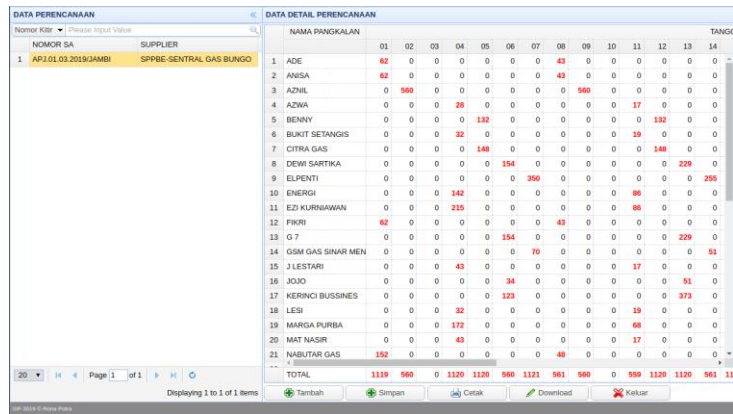 DATA PERENCANAAN
Nomor Kitir Please Input Value
NOMOR SA SUPPLIER
1 APJ.01.03.2019/JAMBI SPPBE-SENTRAL GAS BUNGO
20 Page 1 of 1
Displaying 1 to 1 of 1 items
DATA DETAIL PERENCANAAN
NAMA PANGKALAN TANGG
01 02 03 04 05 06 07 08 09 10 11 12 13 14
1 ADE 62 0 0 0 0 0 0 43 0 0 0 0 0 0
2 ANISA 62 0 0 0 0 0 0 43 0 0 0 0 0 0
3 AZNIL 0 560 0 0 0 0 0 0 560 0 0 0 0 0
4 AZWA 0 0 0 28 0 0 0 0 0 0 17 0 0 0
5 BENNY 0 0 0 0 132 0 0 0 0 0 0 132 0 0
6 BUKIT SETANGIS 0 0 0 32 0 0 0 0 0 0 19 0 0 0
7 CITRA GAS 0 0 0 0 148 0 0 0 0 0 0 148 0 0
8 DEWI SARTIKA 0 0 0 0 0 154 0 0 0 0 0 0 229 0
9 ELPENTI 0 0 0 0 0 0 350 0 0 0 0 0 0 255
10 ENERGI 0 0 0 142 0 0 0 0 0 0 86 0 0 0
11 EZI KURNIAWAN 0 0 0 215 0 0 0 0 0 0 86 0 0 0
12 FIKRI 62 0 0 0 0 0 0 43 0 0 0 0 0 0
13 G 7 0 0 0 0 0 154 0 0 0 0 0 0 229 0
14 GSM GAS SINAR MEN 0 0 0 0 0 0 70 0 0 0 0 0 0 51
15 J LESTARI 0 0 0 43 0 0 0 0 0 0 17 0 0 0
16 JOJO 0 0 0 0 0 34 0 0 0 0 0 0 51 0
17 KERINCI BUSSINES 0 0 0 0 0 123 0 0 0 0 0 0 373 0
18 LESI 0 0 0 32 0 0 0 0 0 0 19 0 0 0
19 MARGA PURBA 0 0 0 172 0 0 0 0 0 0 68 0 0 0
20 MAT NASIR 0 0 0 43 0 0 0 0 0 0 17 0 0 0
21 NABUTAR GAS 152 0 0 0 0 0 0 48 0 0 0 0 0 0
TOTAL 1119 560 0 1120 1120 560 1121 561 560 0 559 1120 1120 561 11
Tambah Simpan Cetak Download Keluar